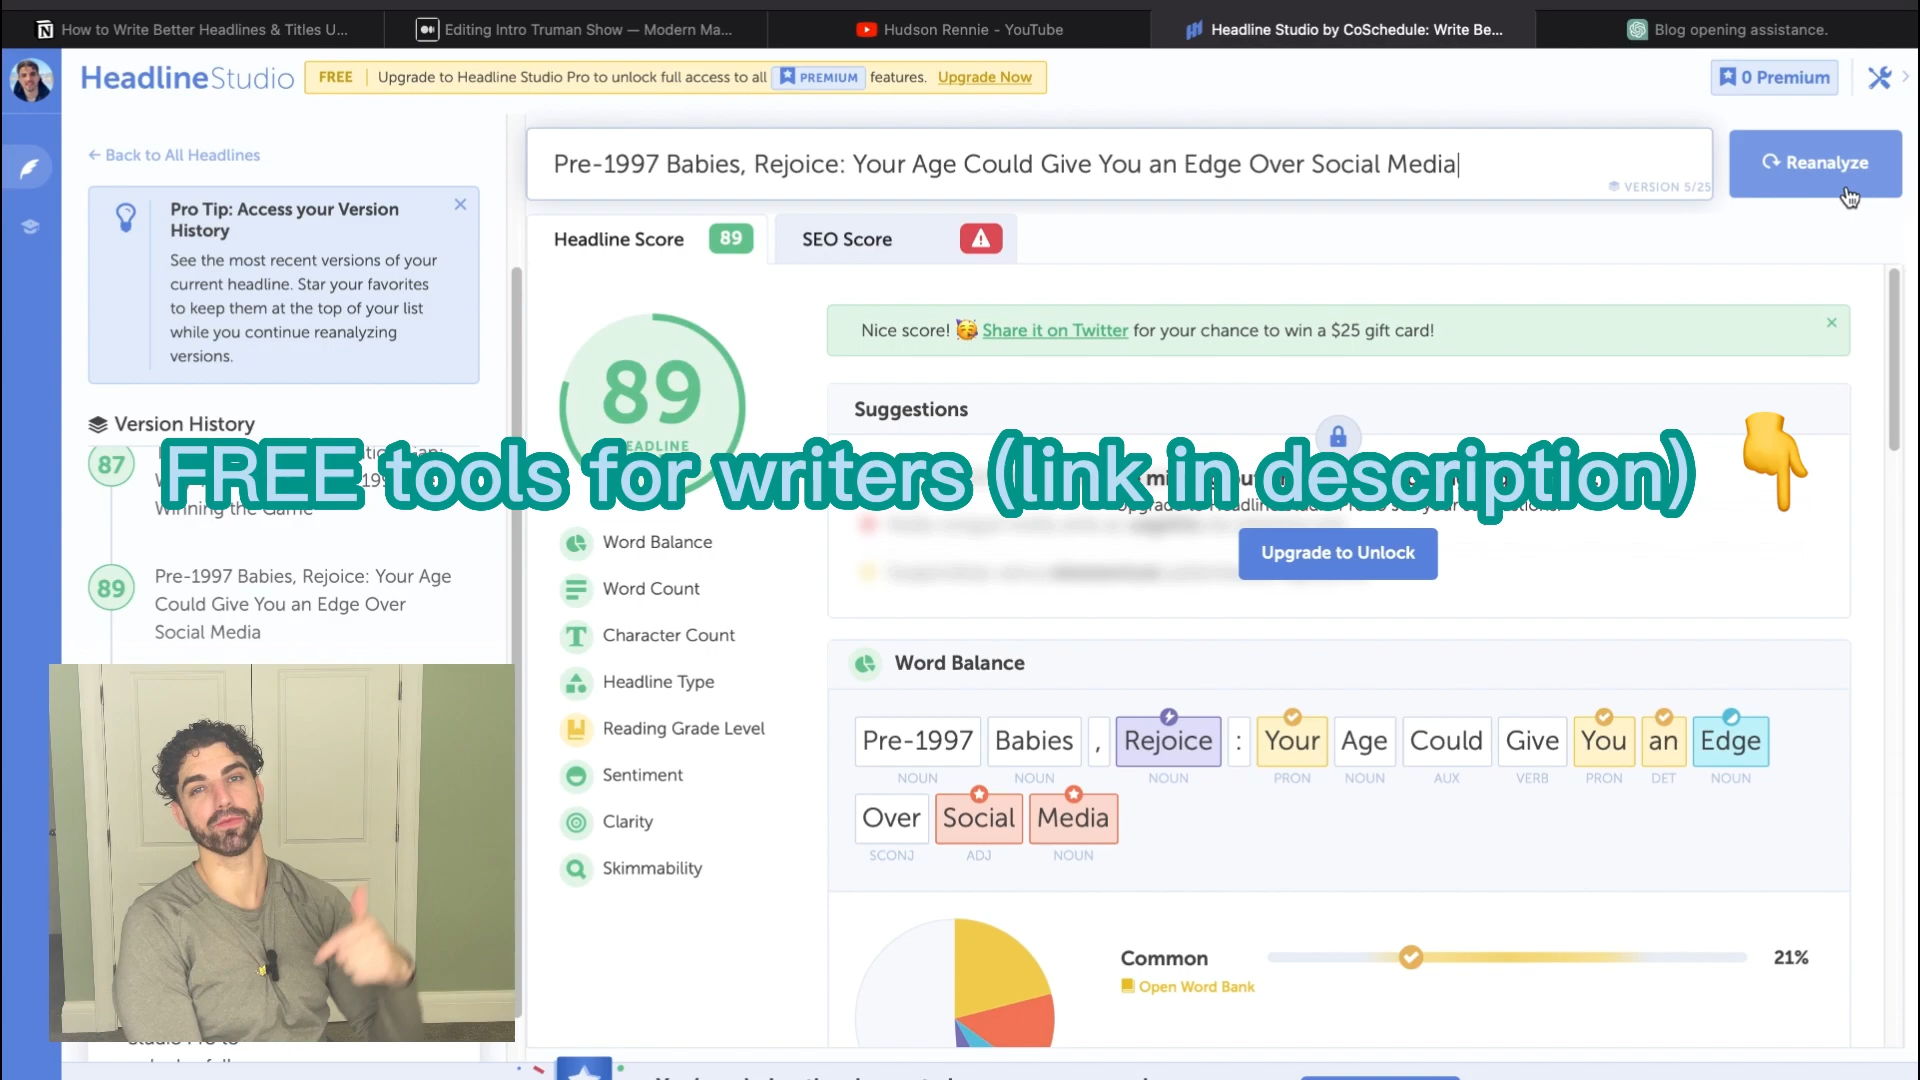 How to Write Better Headlines & Titles U...
Editing Intro Truman Show — Modern Ma...
Hudson Rennie - YouTube
Headline Studio by CoSchedule: Write Be...
Blog opening assistance.
HeadlineStudio
FREE Upgrade to Headline Studio Pro to unlock full access to all PREMIUM features. Upgrade Now
0 Premium
← Back to All Headlines
Pre-1997 Babies, Rejoice: Your Age Could Give You an Edge Over Social Media
VERSION 5/25
Reanalyze
Pro Tip: Access your Version
History
See the most recent versions of your
current headline. Star your favorites
to keep them at the top of your list
while you continue reanalyzing
versions.
Headline Score 89
SEO Score
Nice score! 🥳 Share it on Twitter for your chance to win a $25 gift card!
89
HEADLINE
Suggestions
Version History
87
Winning the Game
FREE tools for writers (link in description) 👇
Upgrade to Unlock
89
Pre-1997 Babies, Rejoice: Your Age
Could Give You an Edge Over
Social Media
Word Balance
Word Count
Character Count
Headline Type
Reading Grade Level
Sentiment
Clarity
Skimmability
Word Balance
Pre-1997 Babies , Rejoice : Your Age Could Give You an Edge
NOUN NOUN NOUN PRON NOUN AUX VERB PRON DET NOUN
Over Social Media
SCONJ ADJ NOUN
Common 21%
Open Word Bank